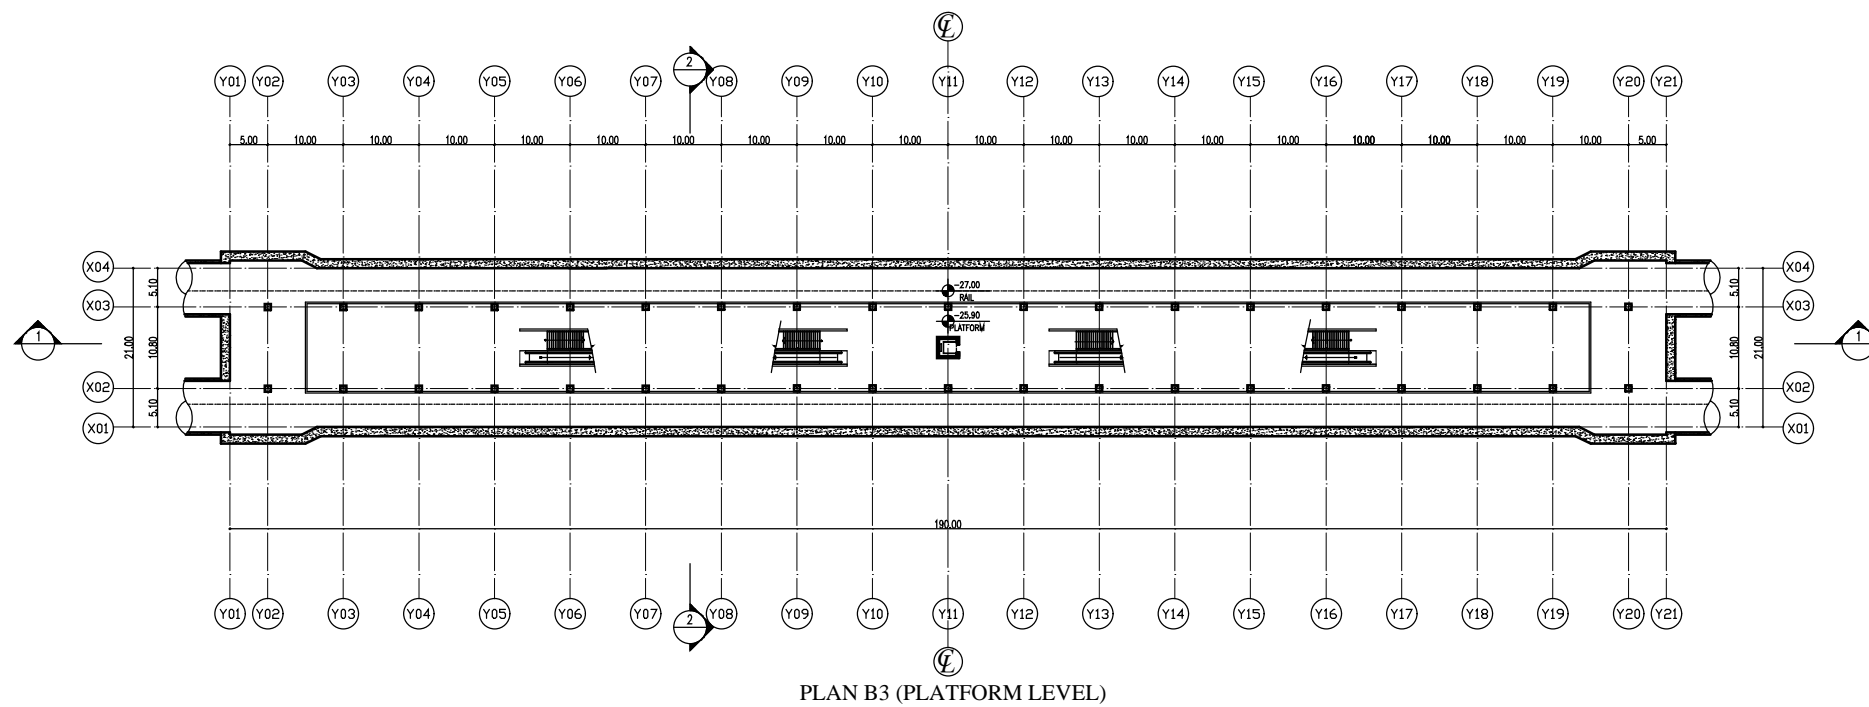 ℄
2
Y01 Y02 Y03 Y04 Y05 Y06 Y07 Y08 Y09 Y10 Y11 Y12 Y13 Y14 Y15 Y16 Y17 Y18 Y19 Y20 Y21
5.00 10.00 10.00 10.00 10.00 10.00 10.00 10.00 10.00 10.00 10.00 10.00 10.00 10.00 10.00 10.00 10.00 10.00 10.00 5.00
X04 X04
5.10 -27.00 5.10
RAIL
X03 X03
-25.90
PLATFORM
1 21.00 10.80 10.80 21.00 1
X02 X02
5.10 5.10
X01 X01
190.00
Y01 Y02 Y03 Y04 Y05 Y06 Y07 Y08 Y09 Y10 Y11 Y12 Y13 Y14 Y15 Y16 Y17 Y18 Y19 Y20 Y21
2
℄
PLAN B3 (PLATFORM LEVEL)